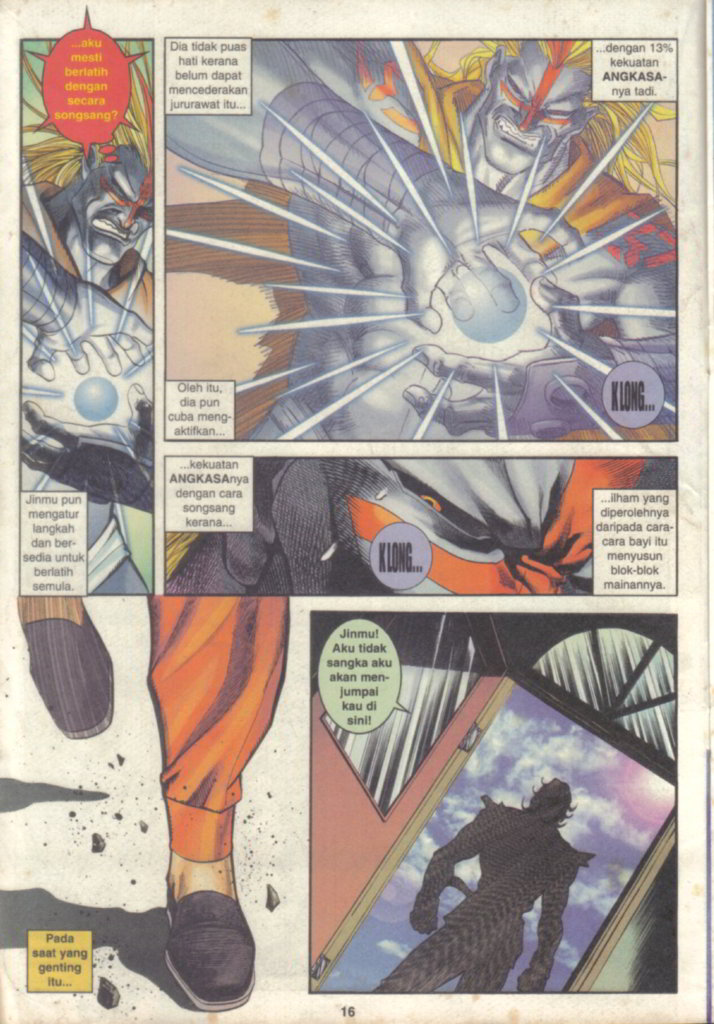 ...aku
mesti
berlatih
dengan
secara
songsang?
Dia tidak puas
hati kerana
belum dapat
mencederakan
jururawat itu...
...dengan 13%
kekuatan
ANGKASA-
nya tadi.
Oleh itu,
dia pun
cuba meng-
aktifkan...
KLONG...
Jinmu pun
mengatur
langkah
dan ber-
sedia untuk
berlatih
semula.
...kekuatan
ANGKASAnya
dengan cara
songsang
kerana...
KLONG...
...ilham yang
diperolehnya
daripada cara-
cara bayi itu
menyusun
blok-blok
mainannya.
Jinmu!
Aku tidak
sangka aku
akan men-
jumpai
kau di
sini!
Pada
saat yang
genting
itu...
16